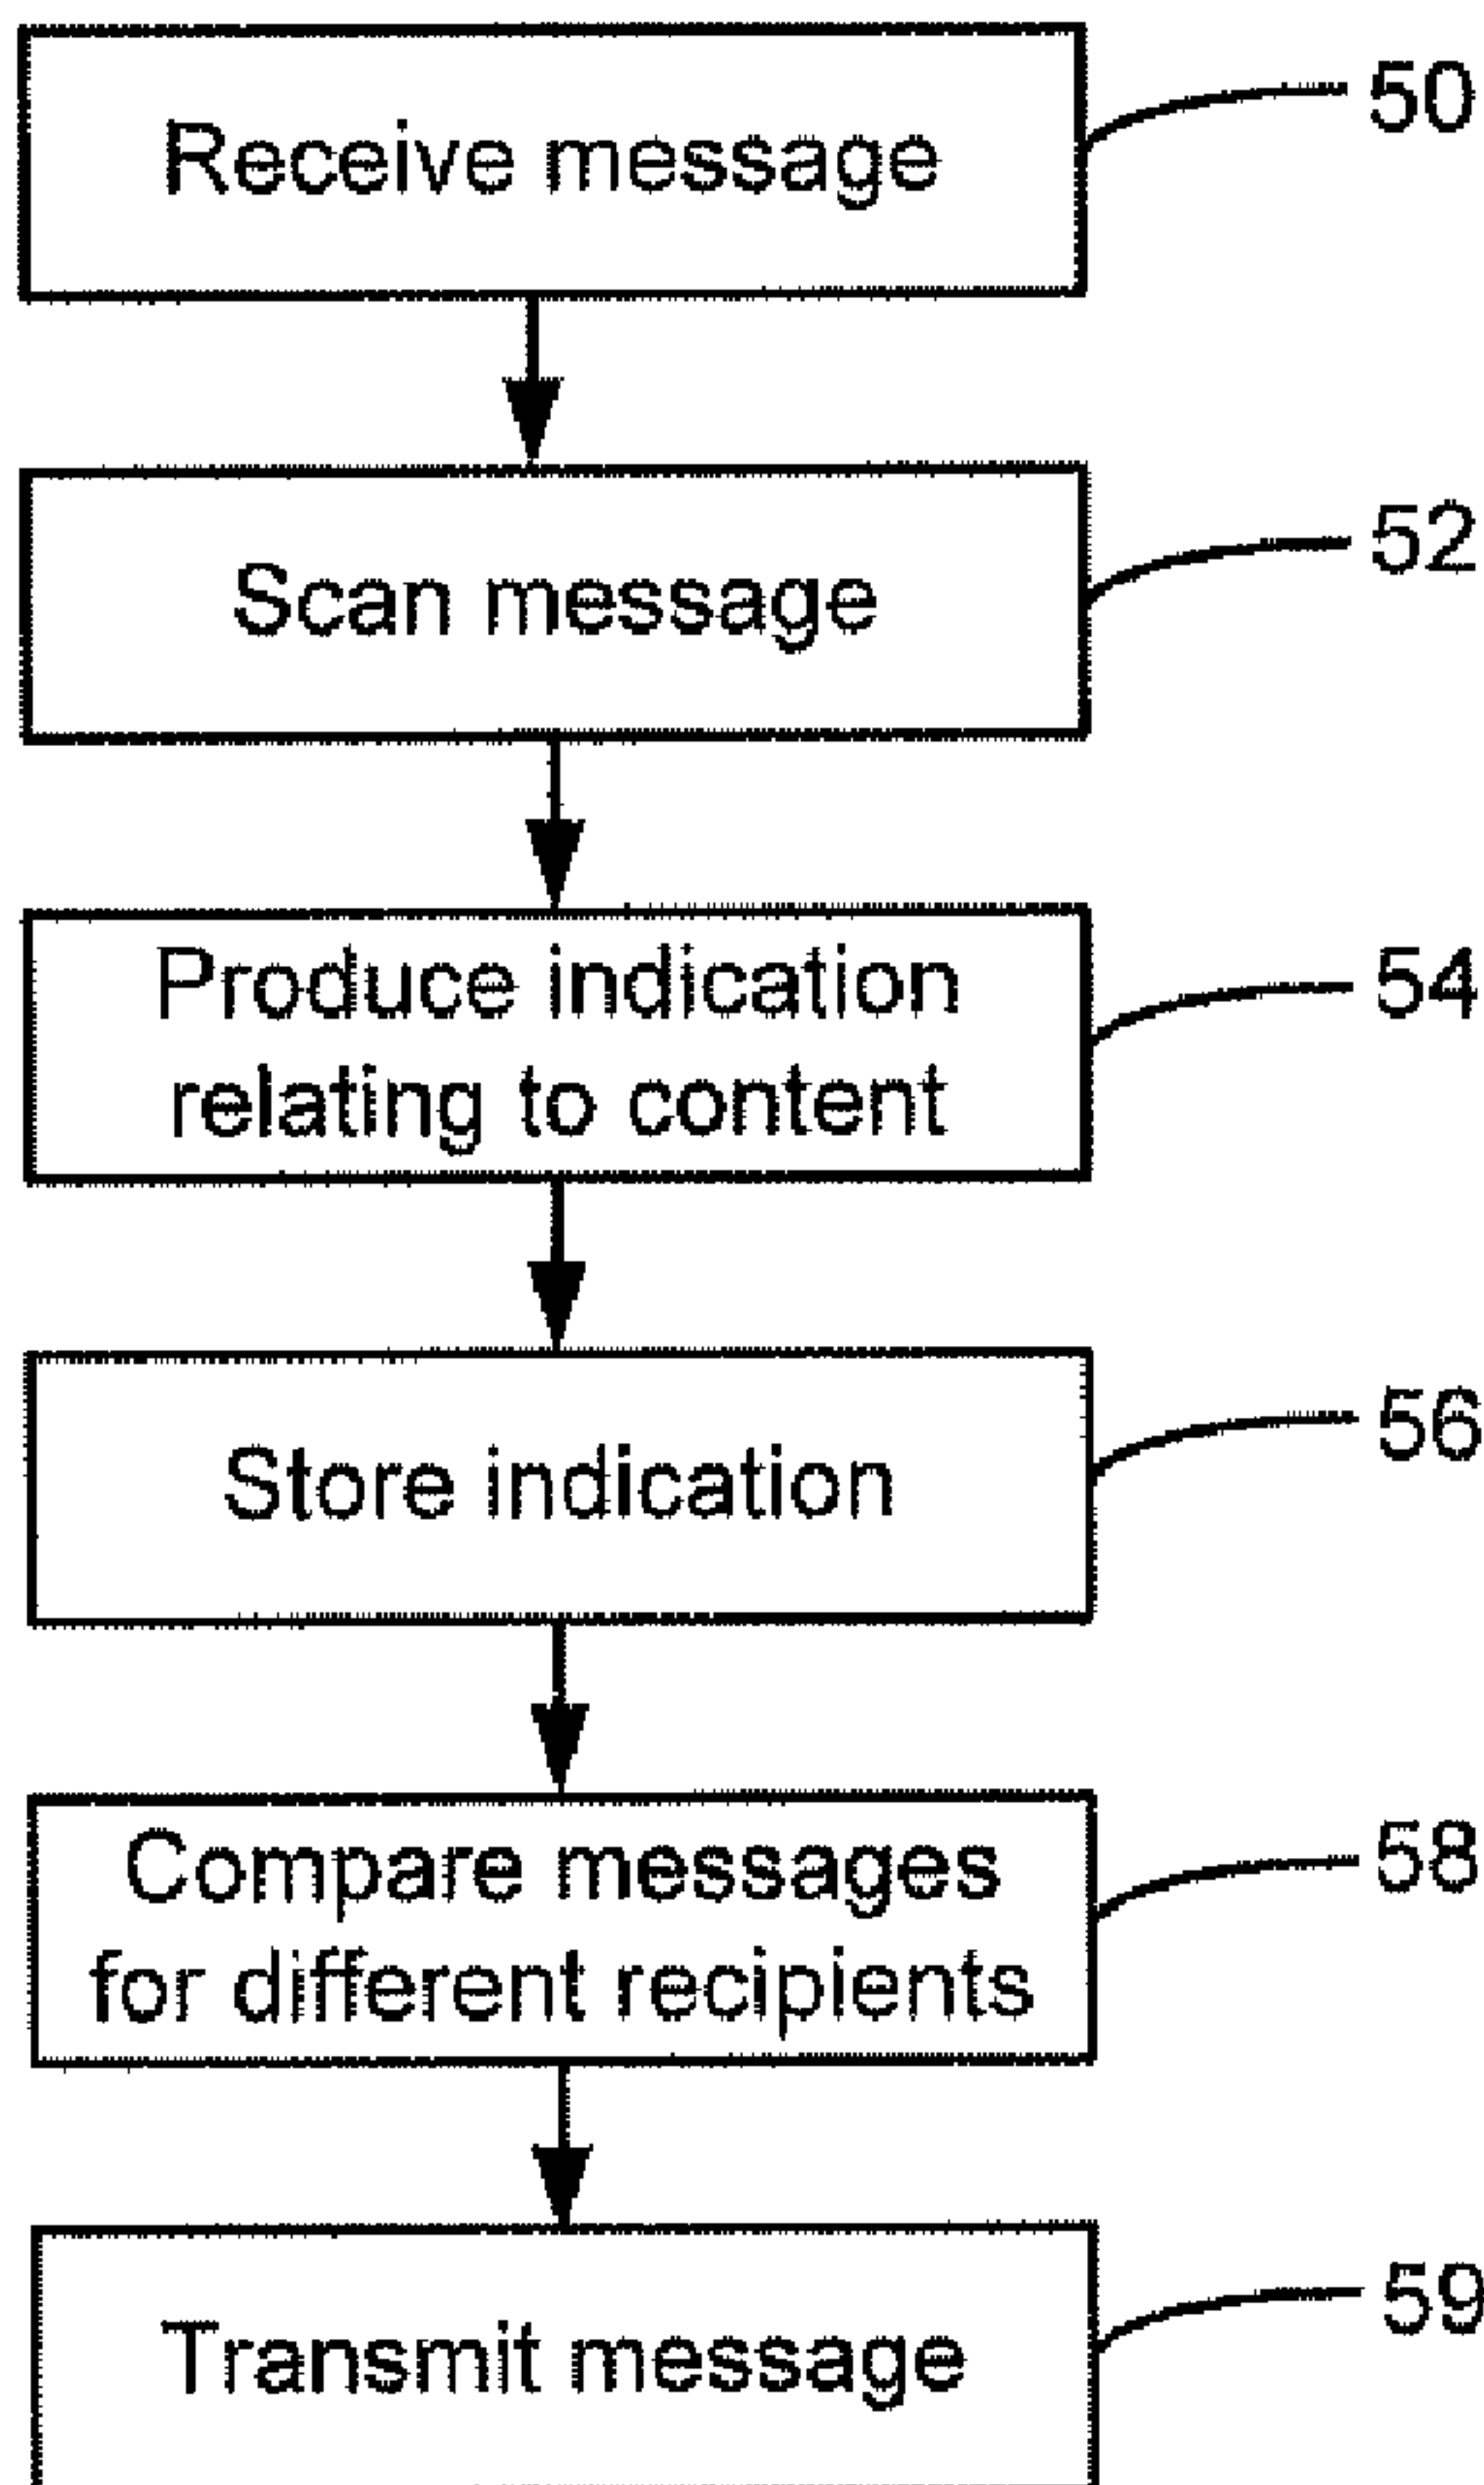 Receive message
50
Scan message
52
Produce indication
relating to content
54
Store indication
56
Compare messages
for different recipients
58
Transmit message
59